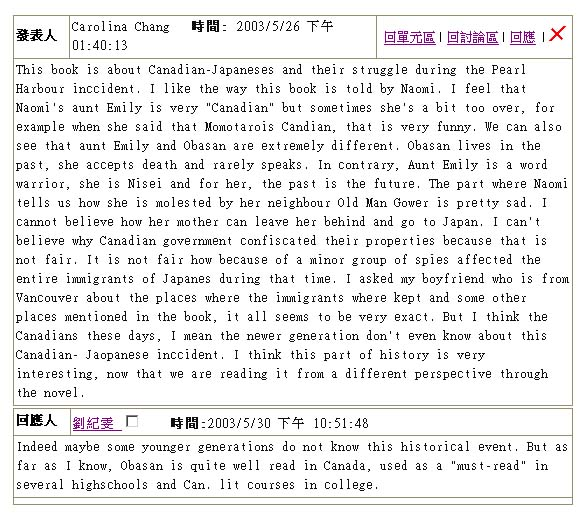 發表人 Carolina Chang 時間: 2003/5/26 下午
01:40:13
回單元區 | 回討論區 | 回應 |
This book is about Canadian-Japaneses and their struggle during the Pearl
Harbour inccident. I like the way this book is told by Naomi. I feel that
Naomi's aunt Emily is very "Canadian" but sometimes she's a bit too over, for
example when she said that Momotarois Candian, that is very funny. We can also
see that aunt Emily and Obasan are extremely different. Obasan lives in the
past, she accepts death and rarely speaks. In contrary, Aunt Emily is a word
warrior, she is Nisei and for her, the past is the future. The part where Naomi
tells us how she is molested by her neighbour Old Man Gower is pretty sad. I
cannot believe how her mother can leave her behind and go to Japan. I can't
believe why Canadian government confiscated their properties because that is
not fair. It is not fair how because of a minor group of spies affected the
entire immigrants of Japanes during that time. I asked my boyfriend who is from
Vancouver about the places where the immigrants where kept and some other
places mentioned in the book, it all seems to be very exact. But I think the
Canadians these days, I mean the newer generation don't even know about this
Canadian- Jaopanese inccident. I think this part of history is very
interesting, now that we are reading it from a different perspective through
the novel.
回應人 劉紀雯 時間:2003/5/30 下午 10:51:48
Indeed maybe some younger generations do not know this historical event. But as
far as I know, Obasan is quite well read in Canada, used as a "must-read" in
several highschools and Can. lit courses in college.